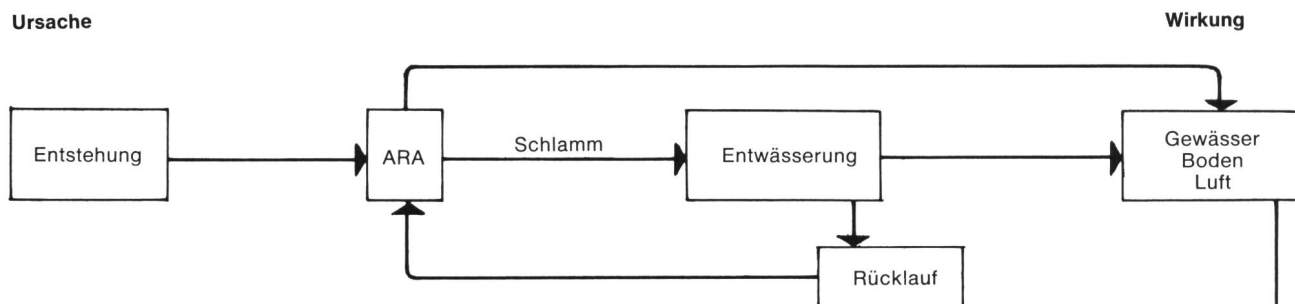 Ursache
Wirkung
Entstehung
ARA
Schlamm
Entwässerung
Gewässer
Boden
Luft
Rücklauf